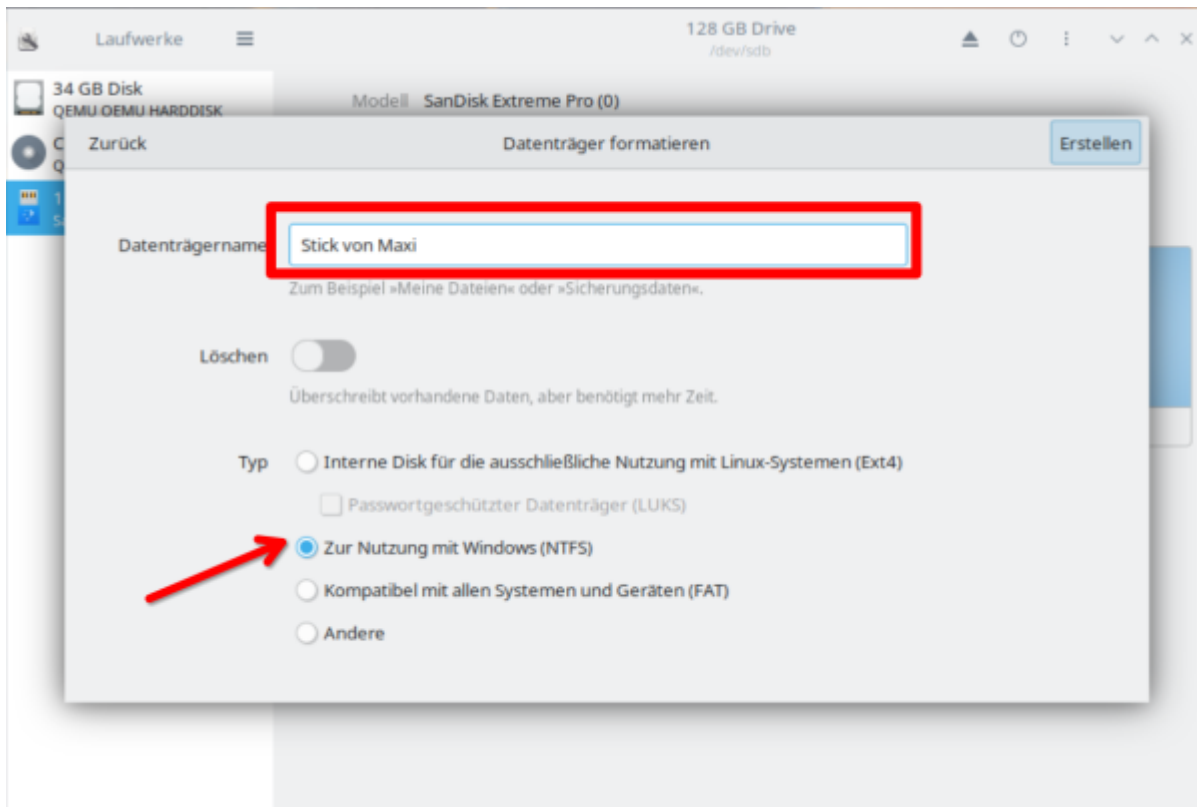 Laufwerke
128 GB Drive
/dev/sdb
34 GB Disk
QEMU QEMU HARDDISK
Modell SanDisk Extreme Pro (0)
Zurück
Datenträger formatieren
Erstellen
Datenträgername
Stick von Maxi
Zum Beispiel »Meine Dateien« oder »Sicherungsdaten«.
Löschen
Überschreibt vorhandene Daten, aber benötigt mehr Zeit.
Typ
Interne Disk für die ausschließliche Nutzung mit Linux-Systemen (Ext4)
Passwortgeschützter Datenträger (LUKS)
Zur Nutzung mit Windows (NTFS)
Kompatibel mit allen Systemen und Geräten (FAT)
Andere